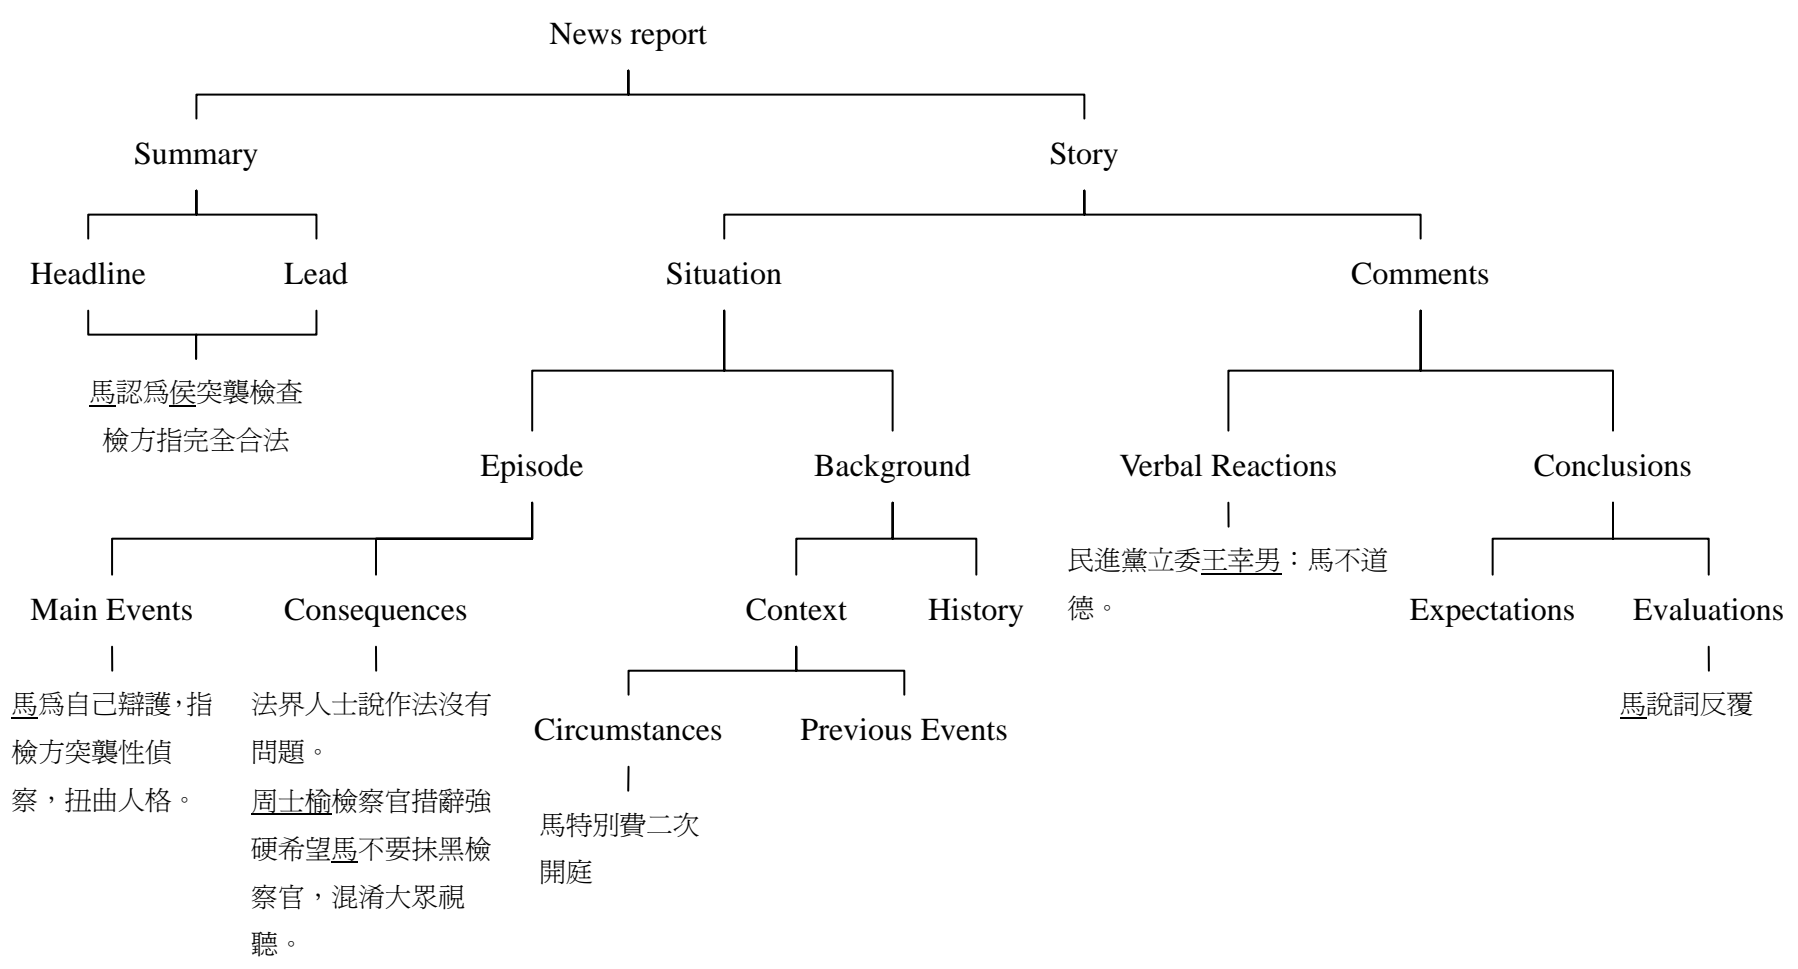 News report
Summary
Story
Headline
Lead
Situation
Comments
馬認爲侯突襲檢查
檢方指完全合法
Episode
Background
Verbal Reactions
Conclusions
民進黨立委王幸男：馬不道
德。
Main Events
Consequences
Context
History
Expectations
Evaluations
馬爲自己辯護，指
檢方突襲性偵
察，扭曲人格。
法界人士說作法沒有
問題。
周士榆檢察官措辭強
硬希望馬不要抹黑檢
察官，混淆大眾視
聽。
Circumstances
Previous Events
馬說詞反覆
馬特別費二次
開庭